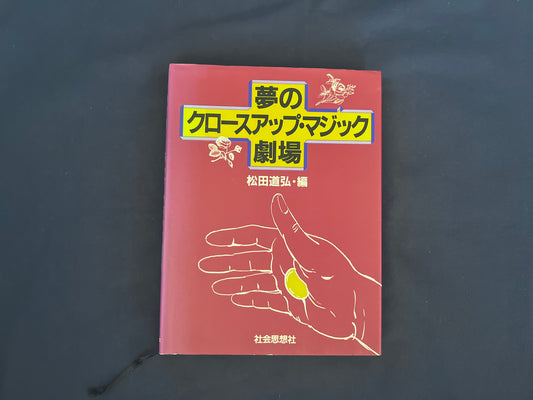 夢の
クロースアップ・マジック
劇場
松田道弘・編
社会思想社